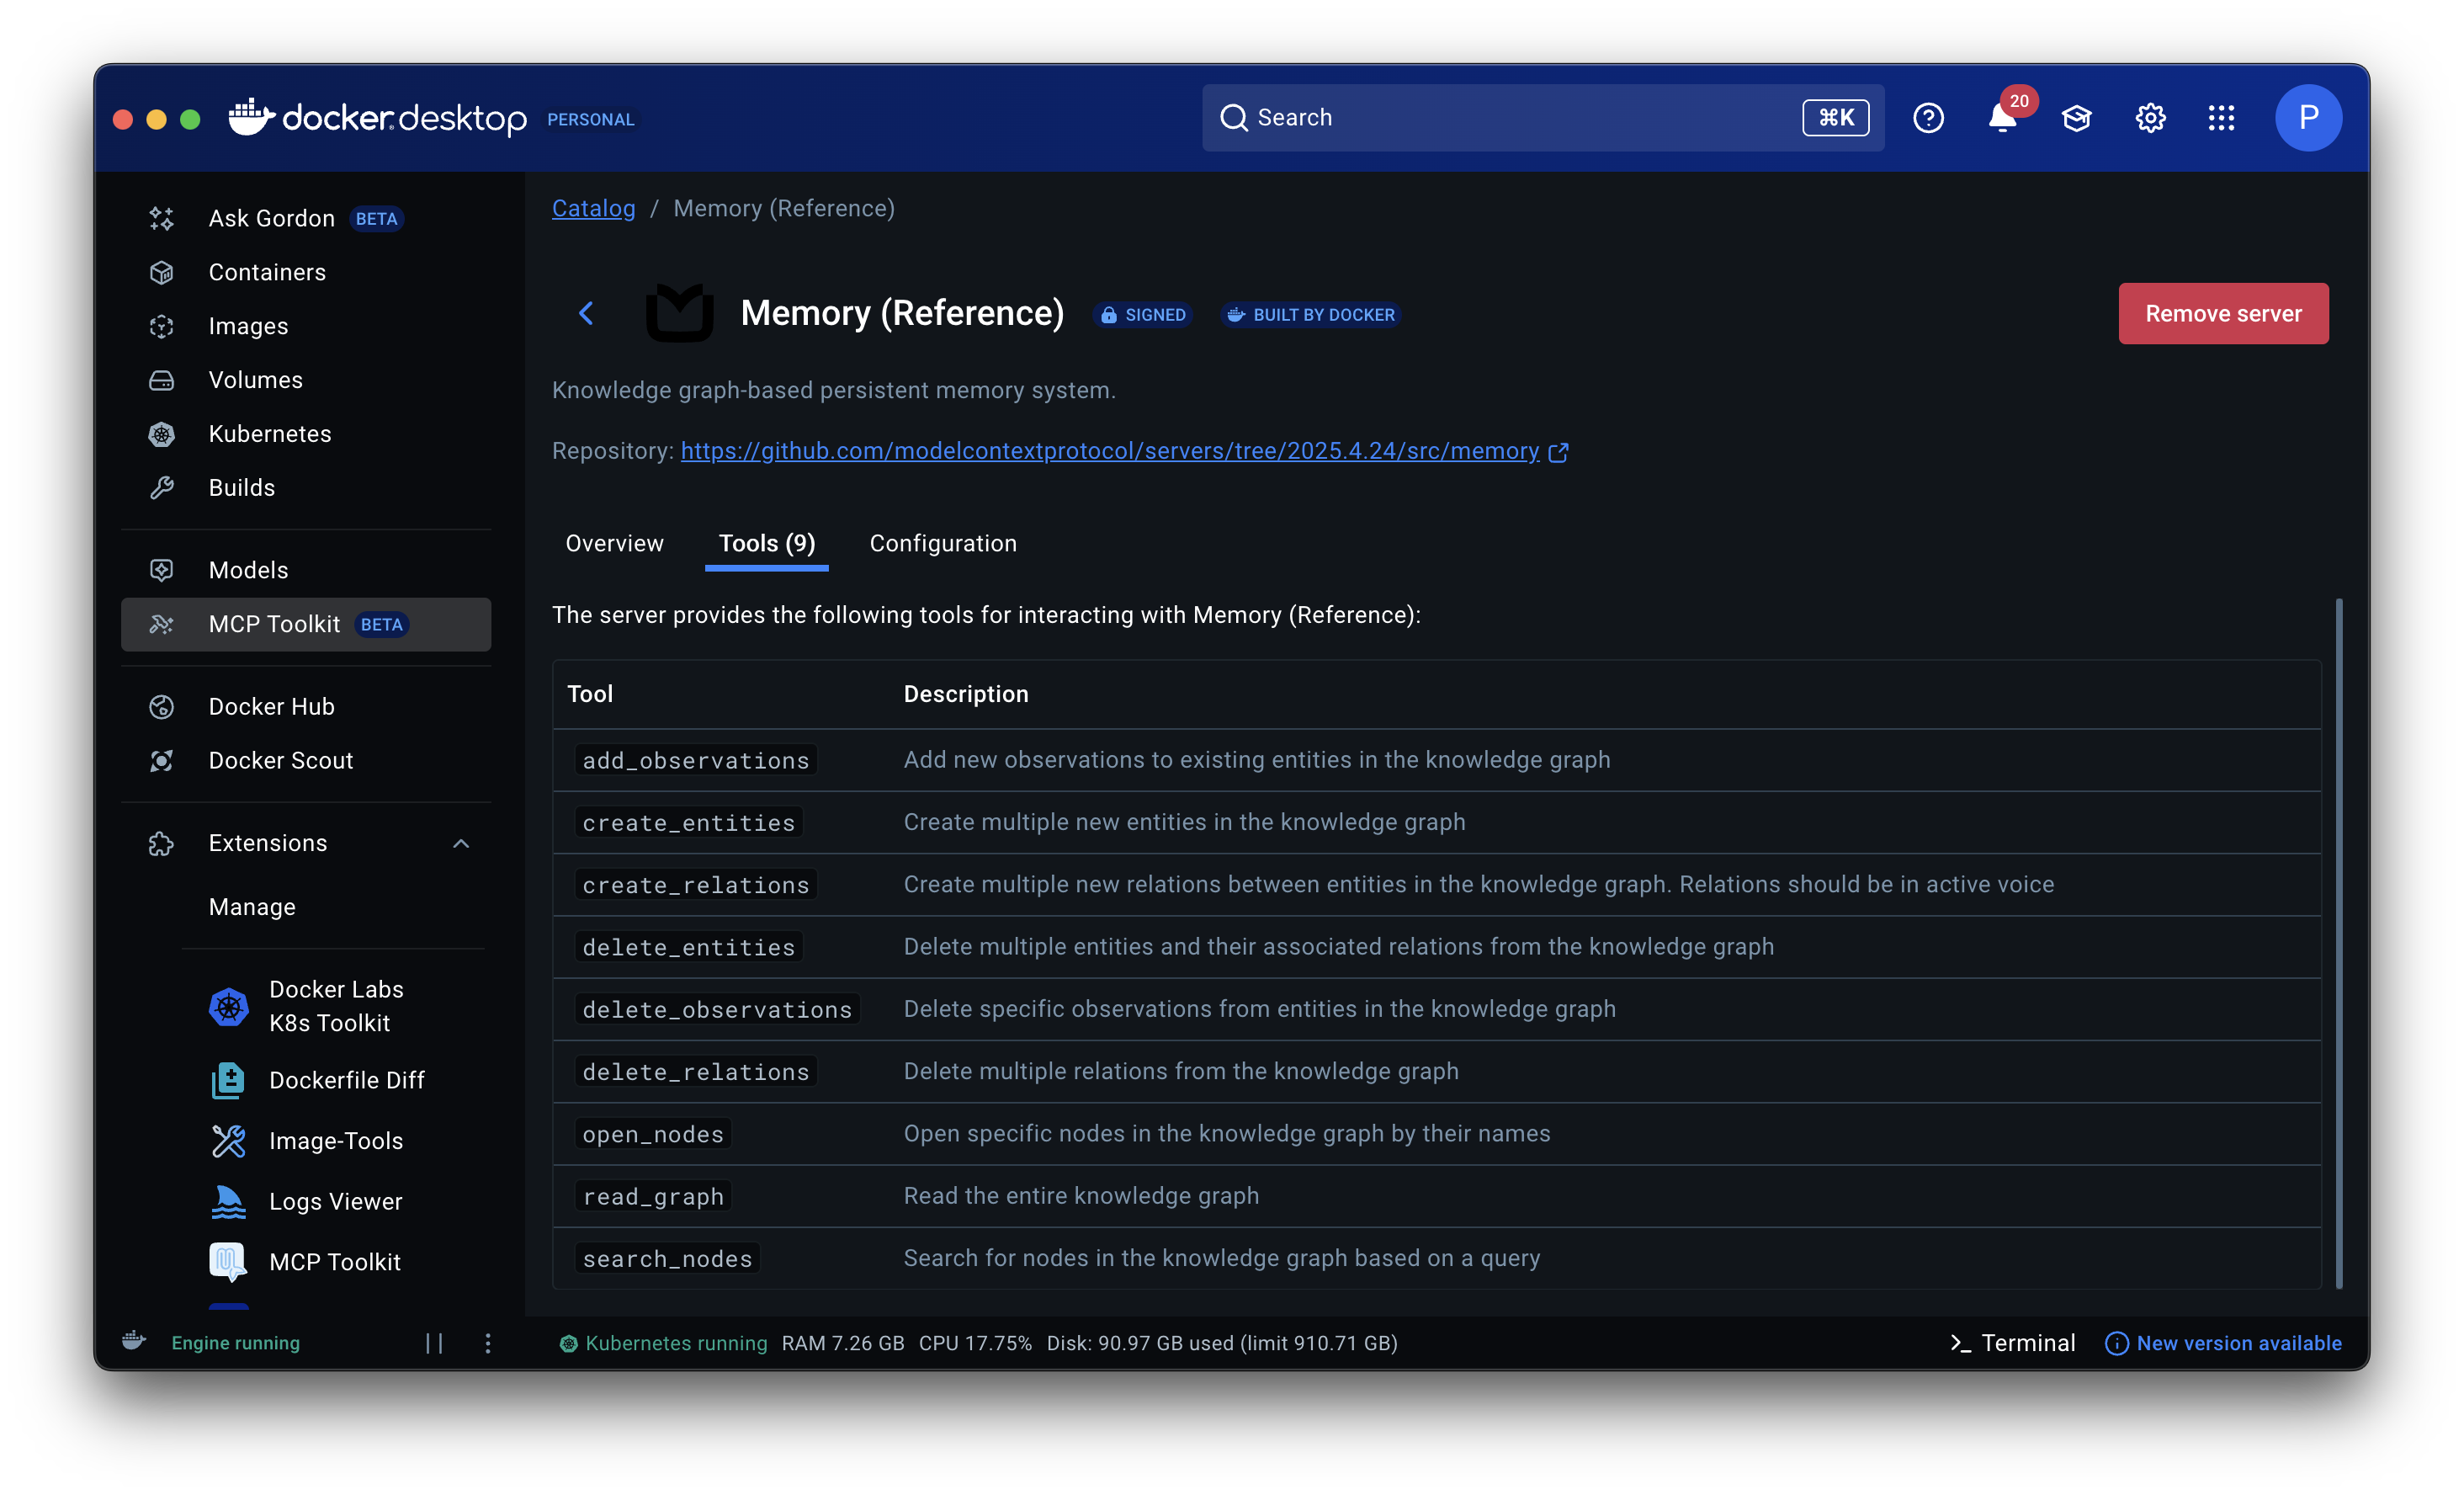 docker desktop PERSONAL
Search ⌘K
20
P
Ask Gordon BETA
Containers
Images
Volumes
Kubernetes
Builds
Models
MCP Toolkit BETA
Docker Hub
Docker Scout
Extensions
Manage
Docker Labs
K8s Toolkit
Dockerfile Diff
Image-Tools
Logs Viewer
MCP Toolkit
Catalog / Memory (Reference)
Memory (Reference) SIGNED BUILT BY DOCKER
Remove server
Knowledge graph-based persistent memory system.
Repository: https://github.com/modelcontextprotocol/servers/tree/2025.4.24/src/memory
Overview Tools (9) Configuration
The server provides the following tools for interacting with Memory (Reference):
Tool Description
add_observations Add new observations to existing entities in the knowledge graph
create_entities Create multiple new entities in the knowledge graph
create_relations Create multiple new relations between entities in the knowledge graph. Relations should be in active voice
delete_entities Delete multiple entities and their associated relations from the knowledge graph
delete_observations Delete specific observations from entities in the knowledge graph
delete_relations Delete multiple relations from the knowledge graph
open_nodes Open specific nodes in the knowledge graph by their names
read_graph Read the entire knowledge graph
search_nodes Search for nodes in the knowledge graph based on a query
Engine running
Kubernetes running RAM 7.26 GB CPU 17.75% Disk: 90.97 GB used (limit 910.71 GB)
Terminal
New version available